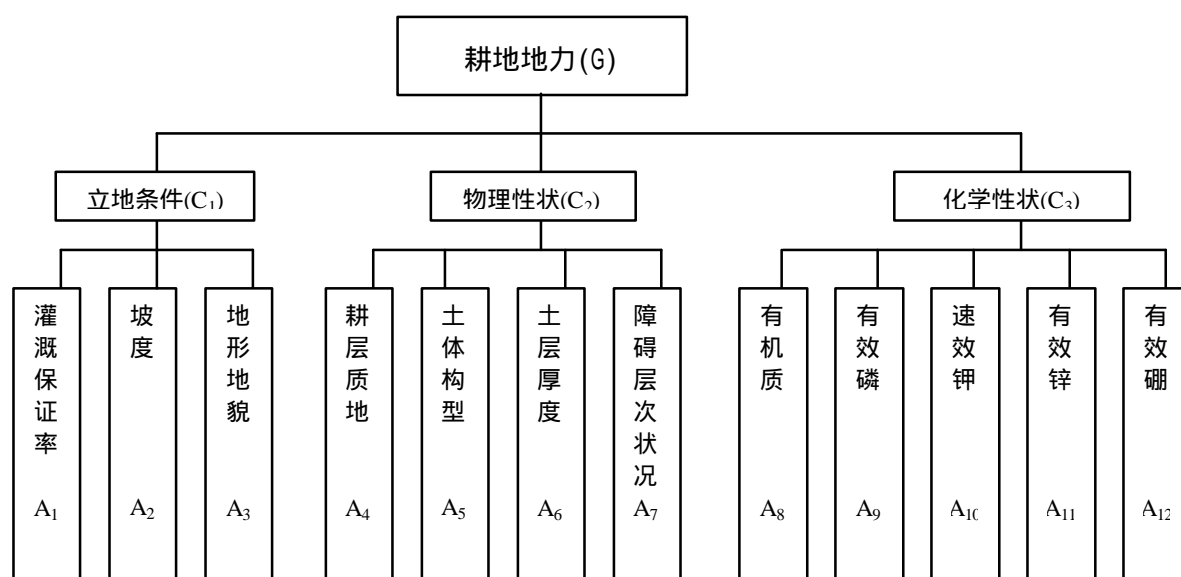 耕地地力(G)
立地条件(C₁)
物理性状(C₂)
化学性状(C₃)
灌溉保证率 A₁
坡度 A₂
地形地貌 A₃
耕层质地 A₄
土体构型 A₅
土层厚度 A₆
障碍层次状况 A₇
有机质 A₈
有效磷 A₉
速效钾 A₁₀
有效锌 A₁₁
有效硼 A₁₂